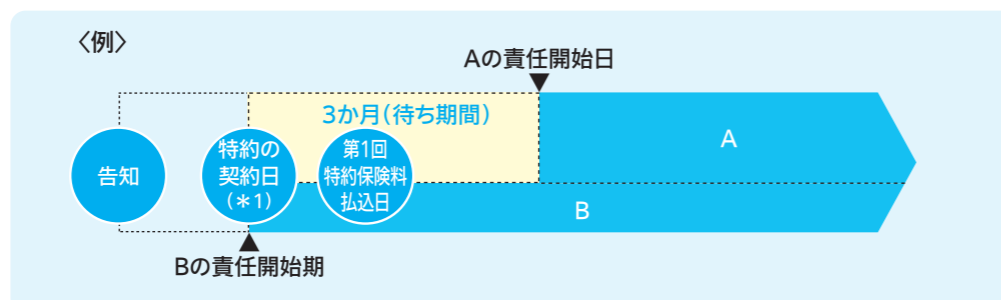 〈例〉
Aの責任開始日
3か月(待ち期間)
告知
特約の
契約日
(＊1)
第1回
特約保険料
払込日
A
B
Bの責任開始期